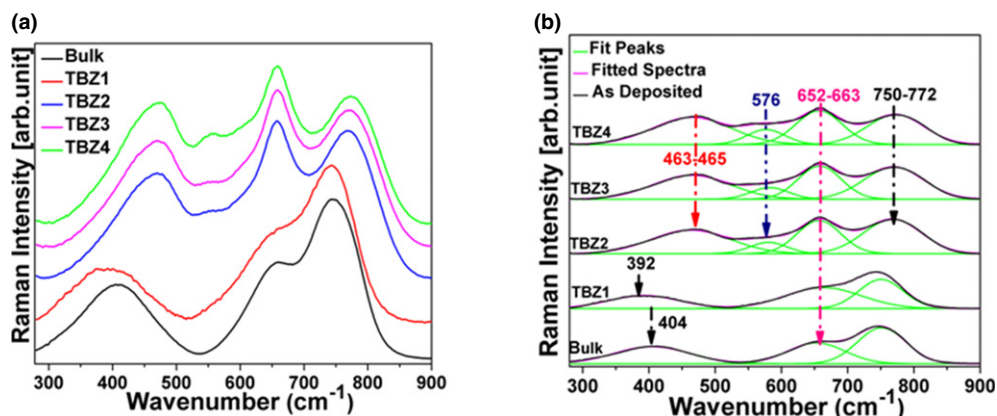 (a)
Raman Intensity [arb.unit]
Bulk
TBZ1
TBZ2
TBZ3
TBZ4
300 400 500 600 700 800 900
Wavenumber (cm-1)
(b)
Raman Intensity [arb.unit]
Fit Peaks
Fitted Spectra
As Deposited
652-663
750-772
576
TBZ4
463-465
TBZ3
TBZ2
392
TBZ1
404
Bulk
300 400 500 600 700 800 900
Wavenumber (cm-1)